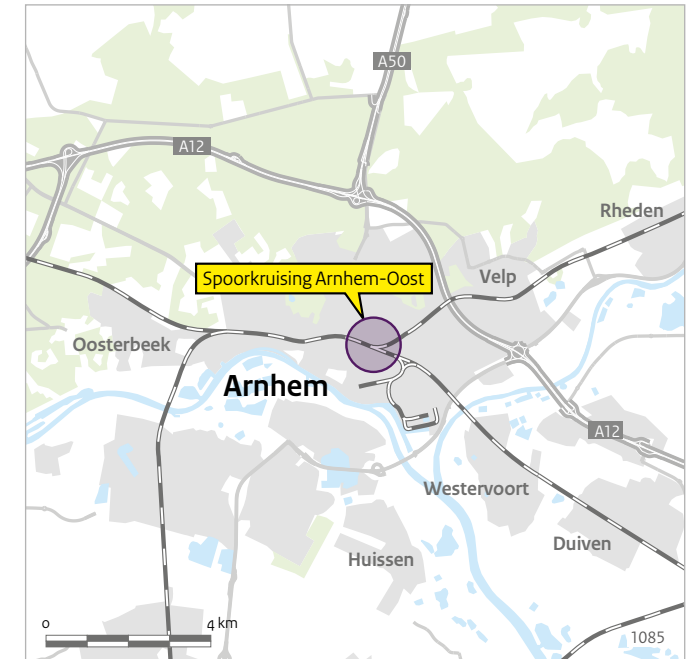 A50
A12
Rheden
Spoorkruising Arnhem-Oost
Velp
Oosterbeek
Arnhem
A12
Westervoort
Duiven
Huissen
0
4 km
1085